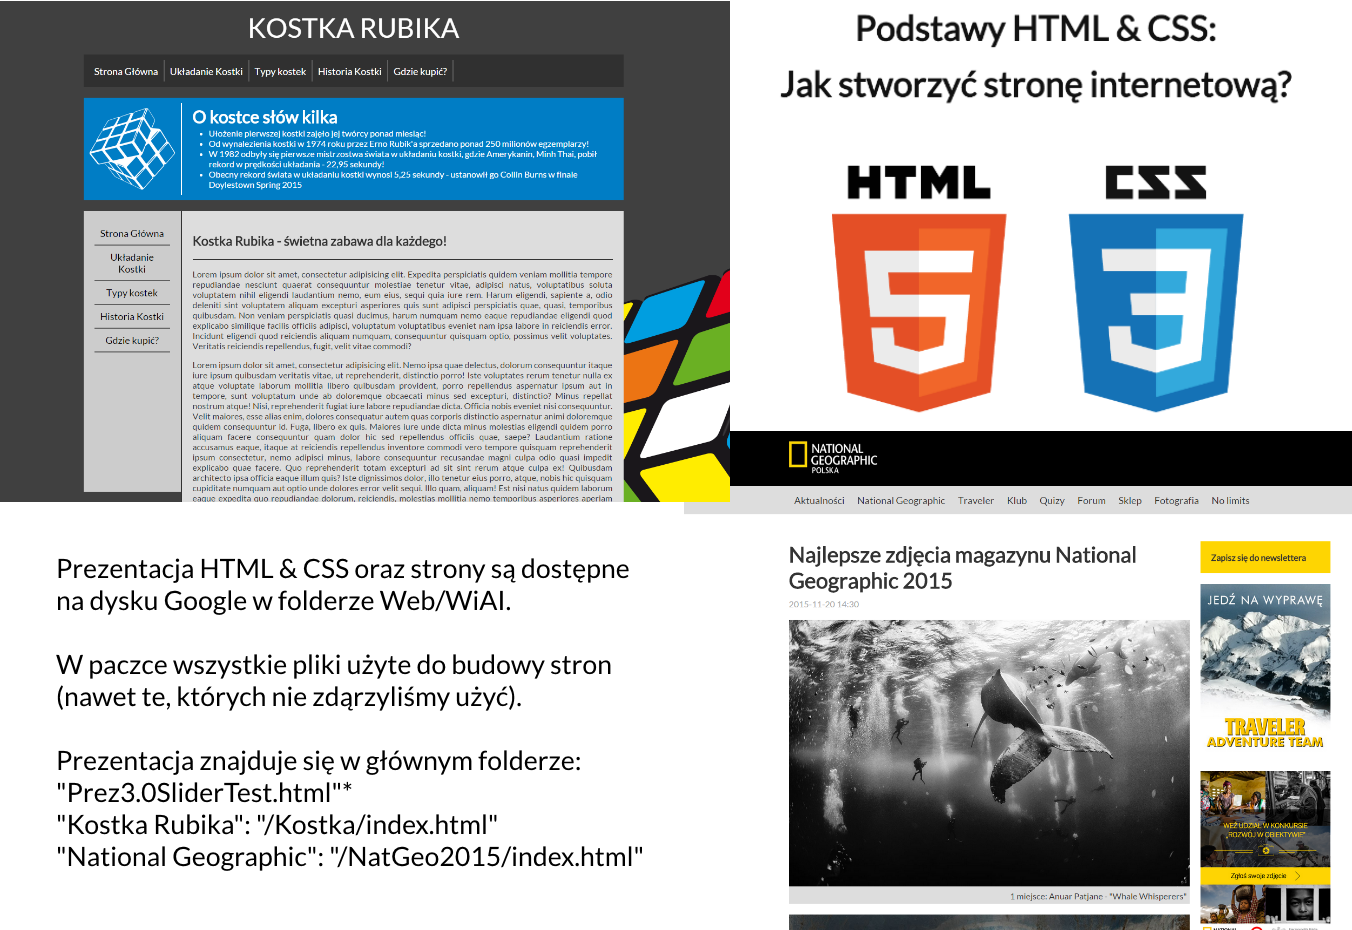 KOSTKA RUBIKA
Strona Główna
Układanie Kostki
Typy kostek
Historia Kostki
Gdzie kupić?
O kostce słów kilka
Ułożenie pierwszej kostki zajęło jej twórcy ponad miesiąc!
Od wynalezienia kostki w 1974 roku przez Erno Rubik'a sprzedano ponad 250 milionów egzemplarzy!
W 1982 odbyły się pierwsze mistrzostwa świata w układaniu kostki, gdzie Amerykanin, Minh Thai, pobił
rekord w prędkości układania - 22,95 sekundy!
Obecny rekord świata w układaniu kostki wynosi 5,25 sekundy - ustanowił go Collin Burns w finale
Doylestown Spring 2015
Strona Główna
Układanie
Kostki
Typy kostek
Historia Kostki
Gdzie kupić?
Kostka Rubika - świetna zabawa dla każdego!
Lorem ipsum dolor sit amet, consectetur adipisicing elit. Expedita perspiciatis quidem veniam mollitia tempore
repudiandae nesciunt quaerat consequuntur molestiae tenetur vitae, adipisci natus, voluptatibus soluta
voluptatem nihil eligendi laudantium nemo, eum eius, sequi quia iure rem. Harum eligendi, sapiente a, odio
deleniti sint voluptatem aliquam excepturi asperiores quis sunt adipisci perspiciatis quae, quasi, temporibus
quibusdam. Non veniam perspiciatis quasi ducimus, harum numquam nemo eaque repudiandae eligendi quod
explicabo similique facilis officiis adipisci, voluptatum voluptatibus eveniet nam ipsa labore in reiciendis error.
Incidunt eligendi quod reiciendis aliquam numquam, consequuntur quisquam optio, possimus velit voluptates.
Veritatis reiciendis repellendus, fugit, velit vitae commodi?
Lorem ipsum dolor sit amet, consectetur adipisicing elit. Nemo ipsa quae delectus, dolorum consequuntur itaque
iure ipsum quibusdam veritatis vitae, ut reprehenderit, distinctio porro! Iste voluptates rerum tenetur nulla ex
atque voluptate laborum mollitia libero quibusdam provident, porro repellendus aspernatur ipsum aut in
tempore, sunt voluptatum unde ab doloremque obcaecati minus sed excepturi, distinctio? Minus repellat
nostrum atque! Nisi, reprehenderit fugiat iure labore repudiandae dicta. Officia nobis eveniet nisi consequuntur.
Velit maiores, esse alias enim, dolores consequatur autem quas corporis distinctio aspernatur animi doloremque
quidem consequuntur id. Fuga, libero ex quis. Maiores iure unde dicta minus molestias eligendi quidem porro
aliquam facere consequuntur quam dolor hic sed repellendus officiis quae, saepe? Laudantium ratione
accusamus eaque, itaque at reiciendis repellendus inventore commodi vero tempore quisquam reprehenderit
ipsum consectetur, nemo adipisci minus, labore consequatur recusandae magni culpa odio quasi impedit
explicabo quae facere. Quo reprehenderit totam excepturi ad sit sint rerum atque culpa ex! Quibusdam
architecto ipsa officia eaque illum quis? Iste dignissimos dolor, illo tenetur eius porro, atque, nobis hic quisquam
cupiditate numquam aut optio unde dolores error velit sequi. Illo quam, aliquam! Est nisi natus quidem laborum
eaque expedita quo repudiandae dolorum, reiciendis, molestias mollitia nemo temporibus asperiores aperiam
Podstawy HTML & CSS:
Jak stworzyć stronę internetową?
HTML
5
CSS
3
NATIONAL
GEOGRAPHIC
POLSKA
Aktualności
National Geographic
Traveler
Klub
Quizy
Forum
Sklep
Fotografia
No limits
Najlepsze zdjęcia magazynu National
Geographic 2015
2015-11-20 14:30
1 miejsce: Anuar Patjane - "Whale Whisperers"
Zapisz się do newslettera
JEDŹ NA WYPRAWĘ
TRAVELER
ADVENTURE TEAM
WEŹ UDZIAŁ W KONKURSIE
„ROZWÓJ W OBIEKTYWIE"
Zgłoś swoje zdjęcie
NATIONAL
Prezentacja HTML & CSS oraz strony są dostępne
na dysku Google w folderze Web/WiAI.
W paczce wszystkie pliki użyte do budowy stron
(nawet te, których nie zdążyliśmy użyć).
Prezentacja znajduje się w głównym folderze:
"Prez3.0SliderTest.html"*
"Kostka Rubika": "/Kostka/index.html"
"National Geographic": "/NatGeo2015/index.html"